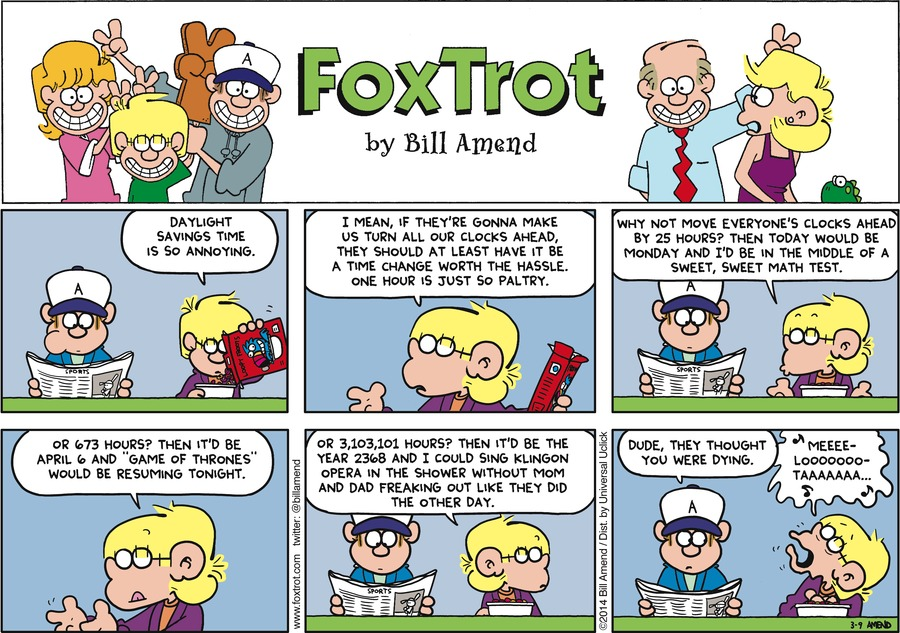 A
FOXTROT
by Bill Amend
DAYLIGHT
SAVINGS TIME
IS SO ANNOYING.
A
I MEAN, IF THEY'RE GONNA MAKE
US TURN ALL OUR CLOCKS AHEAD,
THEY SHOULD AT LEAST HAVE IT BE
A TIME CHANGE WORTH THE HASSLE.
ONE HOUR IS JUST SO PALTRY.
WHY NOT MOVE EVERYONE'S CLOCKS AHEAD
BY 25 HOURS? THEN TODAY WOULD BE
MONDAY AND I'D BE IN THE MIDDLE OF A
SWEET, SWEET MATH TEST.
A
SPORTS
SPORTS
OR 673 HOURS? THEN IT'D BE
APRIL 6 AND "GAME OF THRONES"
WOULD BE RESUMING TONIGHT.
www.foxtrot.com twitter: @billamend
OR 3,103,101 HOURS? THEN IT'D BE THE
YEAR 2368 AND I COULD SING KLINGON
OPERA IN THE SHOWER WITHOUT MOM
AND DAD FREAKING OUT LIKE THEY DID
THE OTHER DAY.
SPORTS
©2014 Bill Amend / Dist. by Universal Uclick
DUDE, THEY THOUGHT
YOU WERE DYING.
A
"MEEEE-
LOOOOOOO-
TAAAAAAA...
3-9 AMEND